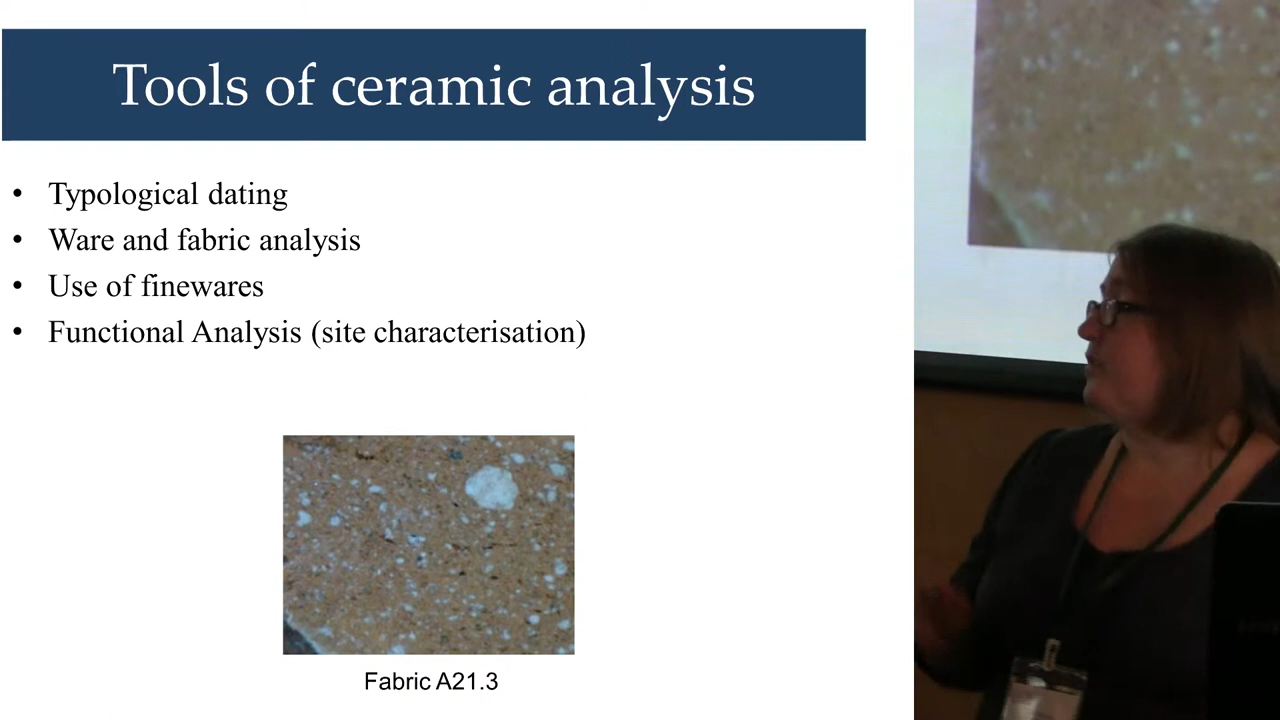 Tools of ceramic analysis
• Typological dating
• Ware and fabric analysis
• Use of finewares
• Functional Analysis (site characterisation)
Fabric A21.3